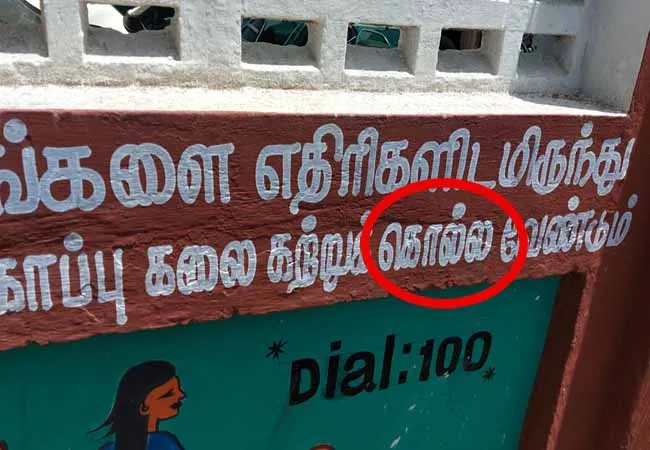 ங்களை எதிரிகளிடமிருந்து
காப்பு கலை கற்றுக் கொல்ல வேண்டும்
Dial:100